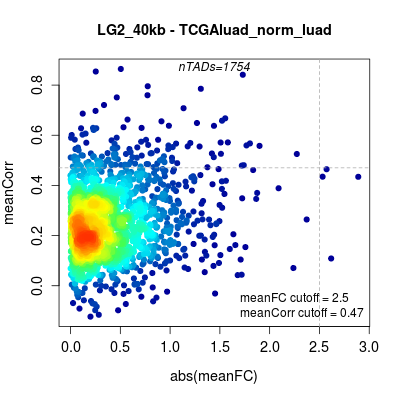 LG2_40kb - TCGAluad_norm_luad
nTADs=1754
meanCorr
0.8
0.6
0.4
0.2
0.0
meanFC cutoff = 2.5
meanCorr cutoff = 0.47
0.0 0.5 1.0 1.5 2.0 2.5 3.0
abs(meanFC)